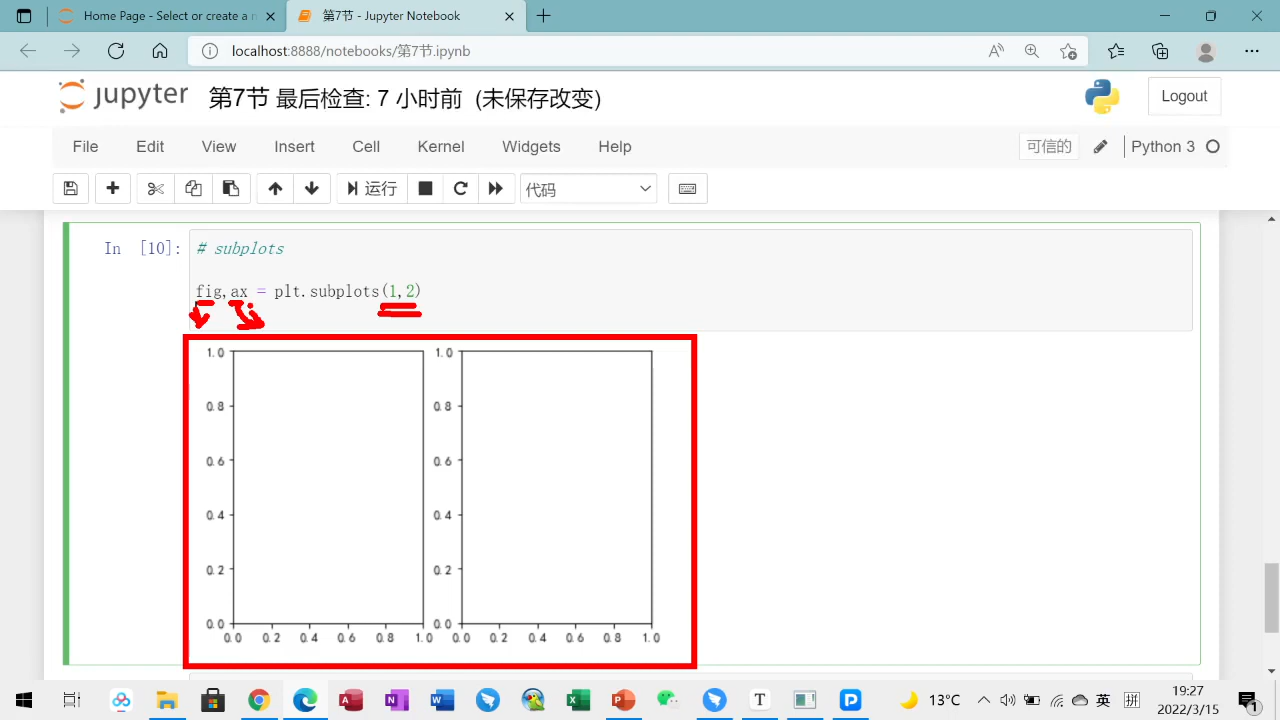 Home Page - Select or create a n
第7节 - Jupyter Notebook
localhost:8888/notebooks/第7节.ipynb
jupyter 第7节 最后检查: 7 小时前 (未保存改变)
Logout
File Edit View Insert Cell Kernel Widgets Help
可信的 Python 3
运行 代码
In [10]: # subplots
fig,ax = plt.subplots(1,2)
1.0 1.0
0.8 0.8
0.6 0.6
0.4 0.4
0.2 0.2
0.0 0.0
0.0 0.2 0.4 0.6 0.8 1.0 0.0 0.2 0.4 0.6 0.8 1.0
13°C 英 拼 19:27
2022/3/15